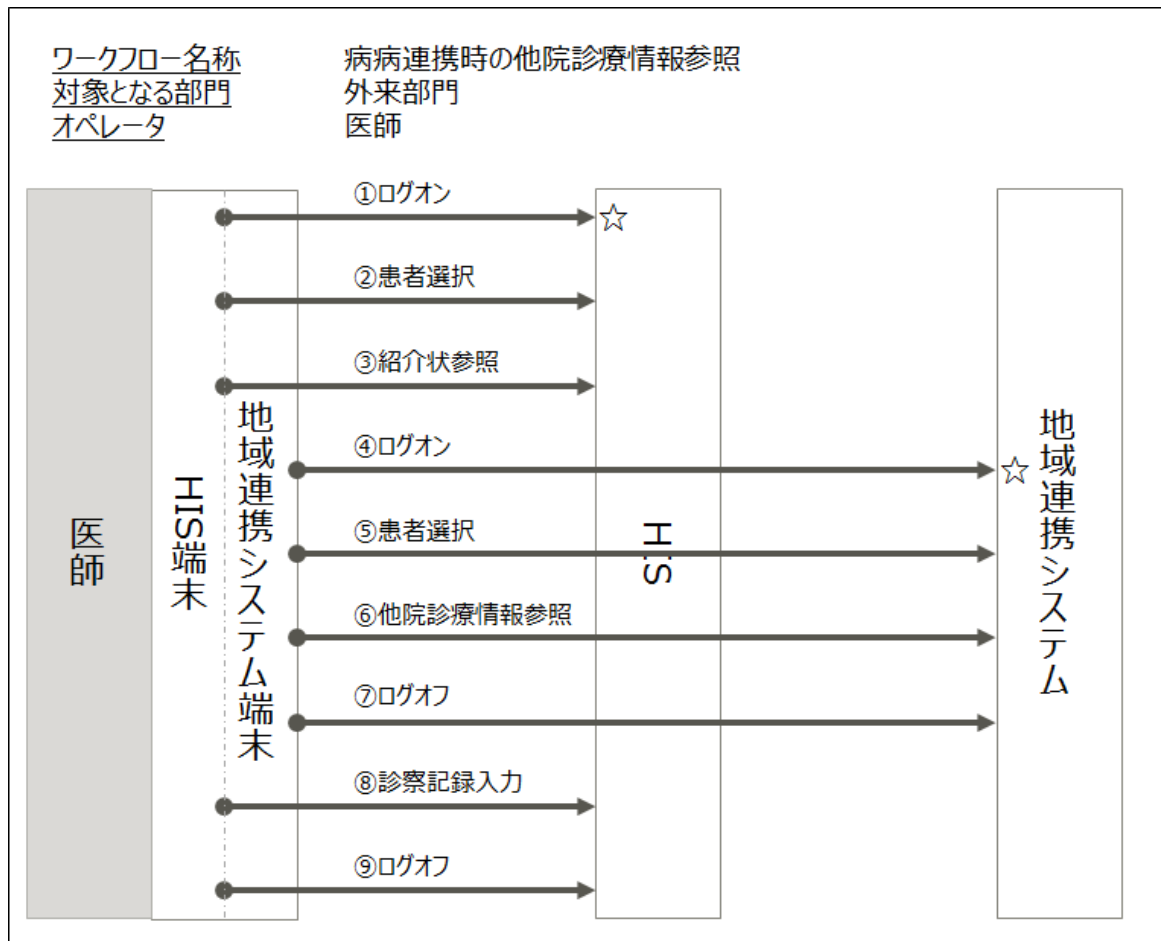 ワークフロー名称 病病連携時の他院診療情報参照
対象となる部門 外来部門
オペレータ 医師
①ログオン
☆
②患者選択
③紹介状参照
④ログオン
☆
⑤患者選択
⑥他院診療情報参照
⑦ログオフ
⑧診察記録入力
⑨ログオフ
医師
HIS端末
地域連携システム端末
HIS
地域連携システム